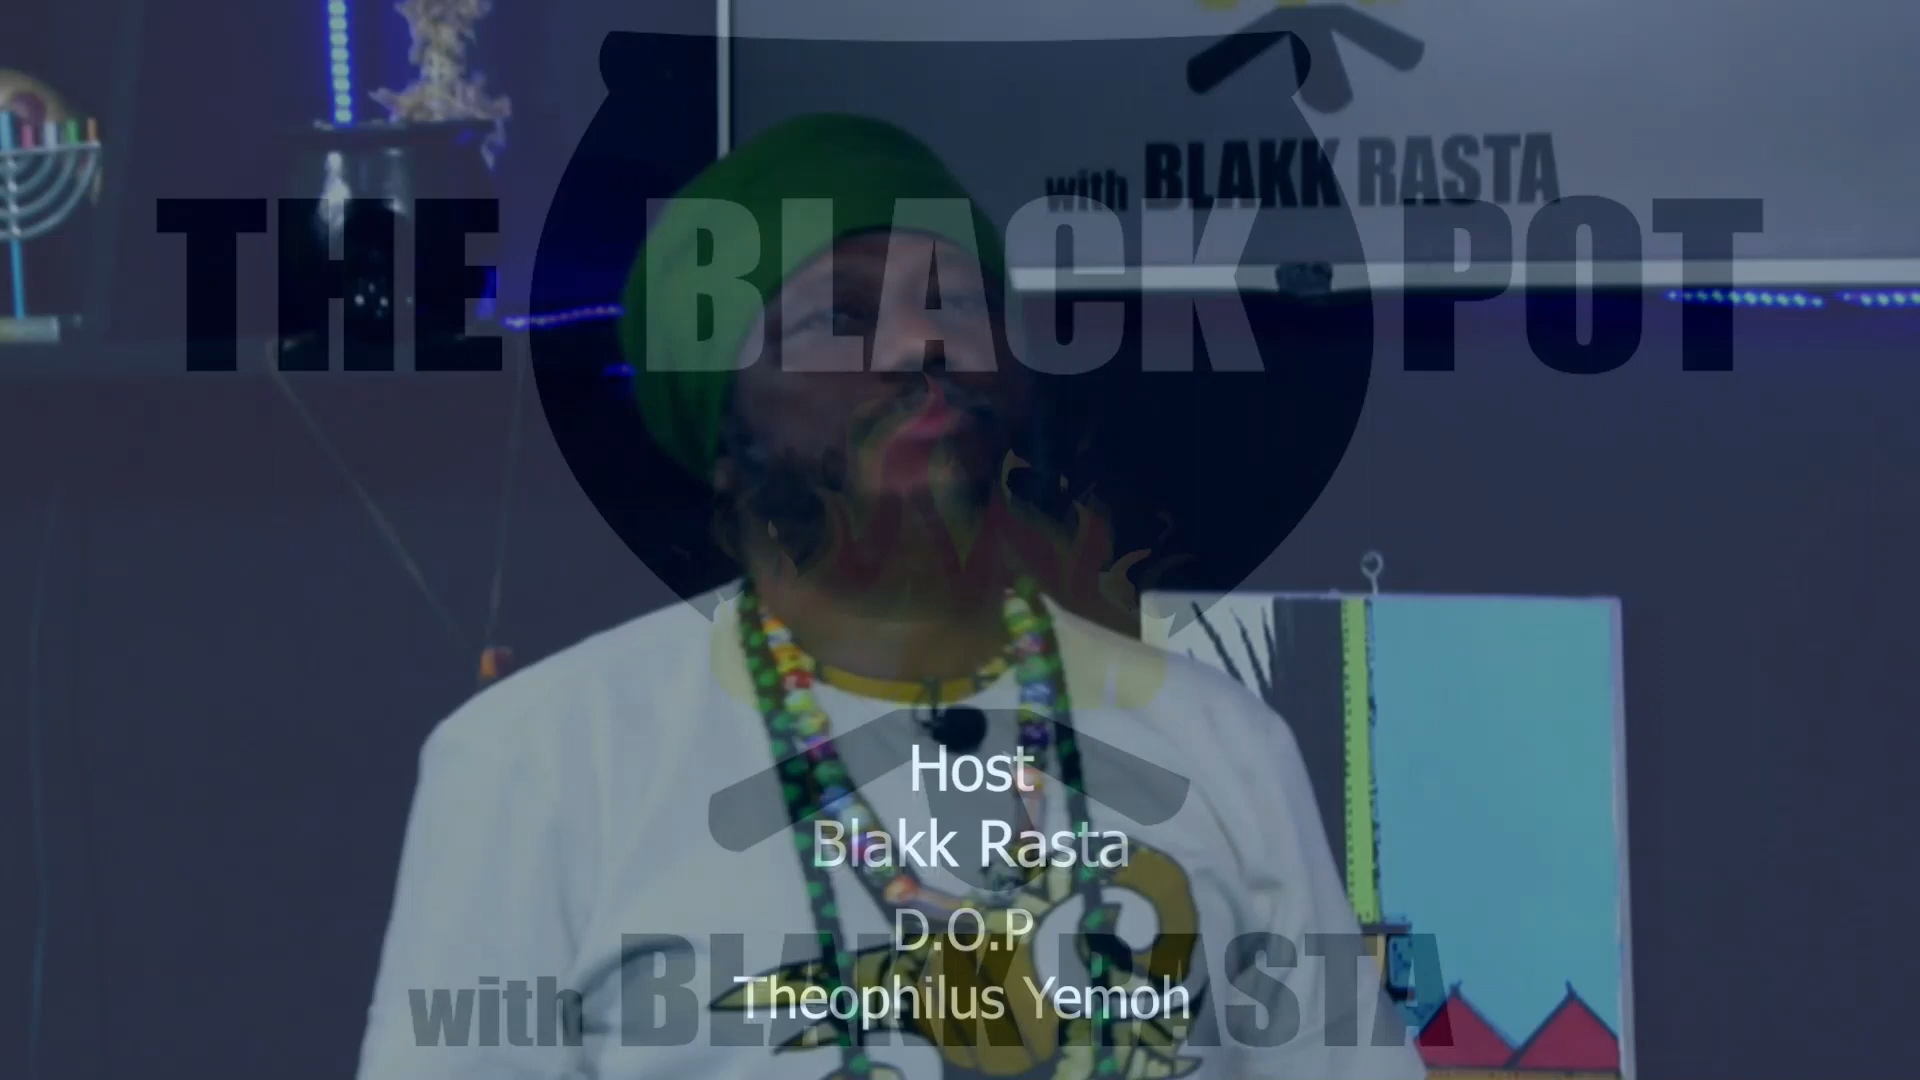 with BLAKK RASTA
THE BLACK POT
Host
Blakk Rasta
D.O.P
Theophilus Yemoh
with BLAKK RASTA